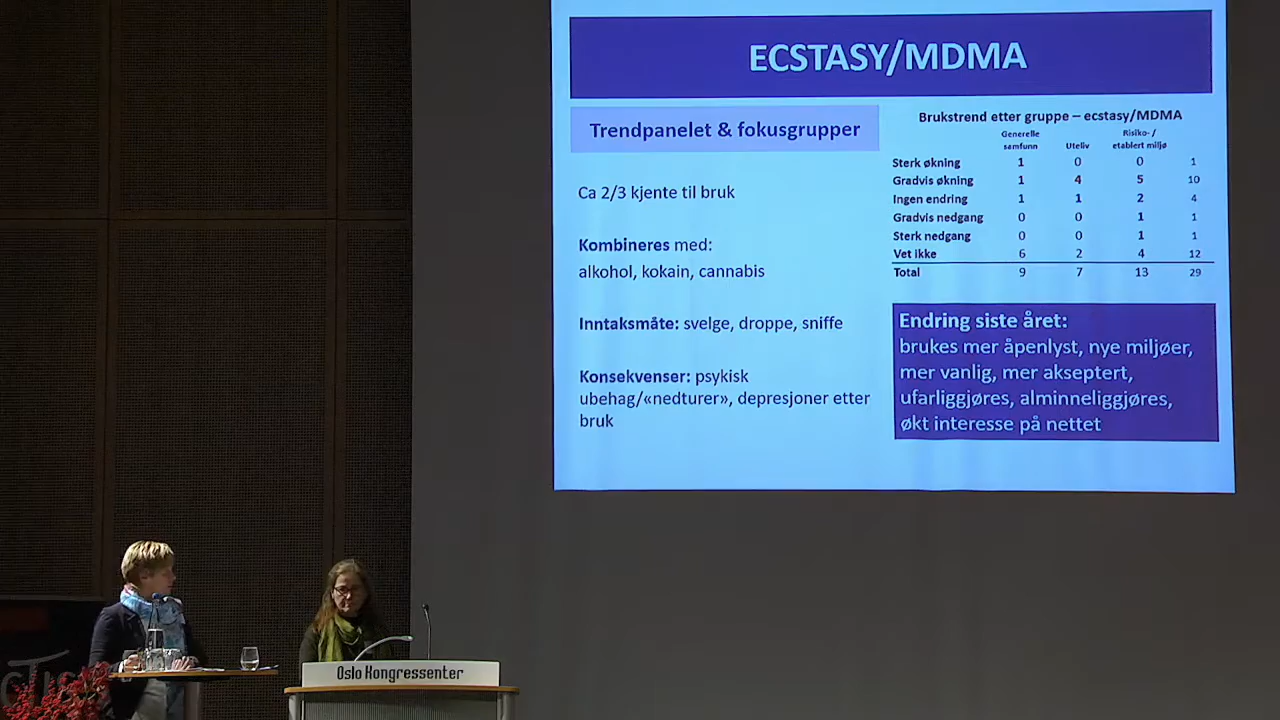 ECSTASY/MDMA
Trendpanelet & fokusgrupper
Ca 2/3 kjente til bruk
Kombineres med:
alkohol, kokain, cannabis
Inntaksmåte: svelge, droppe, sniffe
Konsekvenser: psykisk
ubehag/«nedturer», depresjoner etter
bruk
Brukstrend etter gruppe – ecstasy/MDMA
Generelle samfunn Uteliv Risiko- / etablert miljø
Sterk økning 1 0 0 1
Gradvis økning 1 4 5 10
Ingen endring 1 1 2 4
Gradvis nedgang 0 0 1 1
Sterk nedgang 0 0 1 1
Vet ikke 6 2 4 12
Total 9 7 13 29
Endring siste året:
brukes mer åpenlyst, nye miljøer,
mer vanlig, mer akseptert,
ufarliggjøres, alminneliggjøres,
økt interesse på nettet
Oslo Kongressenter